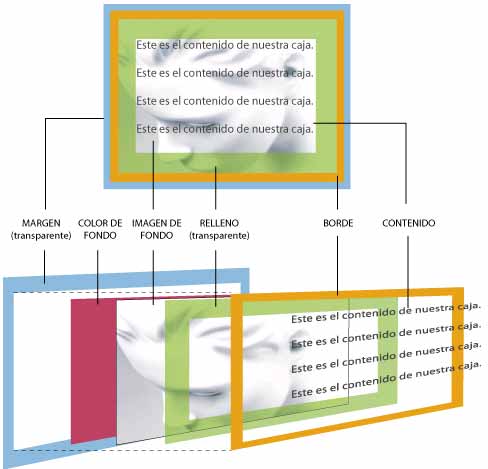 Este es el contenido de nuestra caja.
Este es el contenido de nuestra caja.
Este es el contenido de nuestra caja.
Este es el contenido de nuestra caja.
MARGEN
(transparente)
COLOR DE
FONDO
IMAGEN DE
FONDO
RELLENO
(transparente)
BORDE
CONTENIDO
Este es el contenido de nuestra caja.
Este es el contenido de nuestra caja.
Este es el contenido de nuestra caja.
Este es el contenido de nuestra caja.